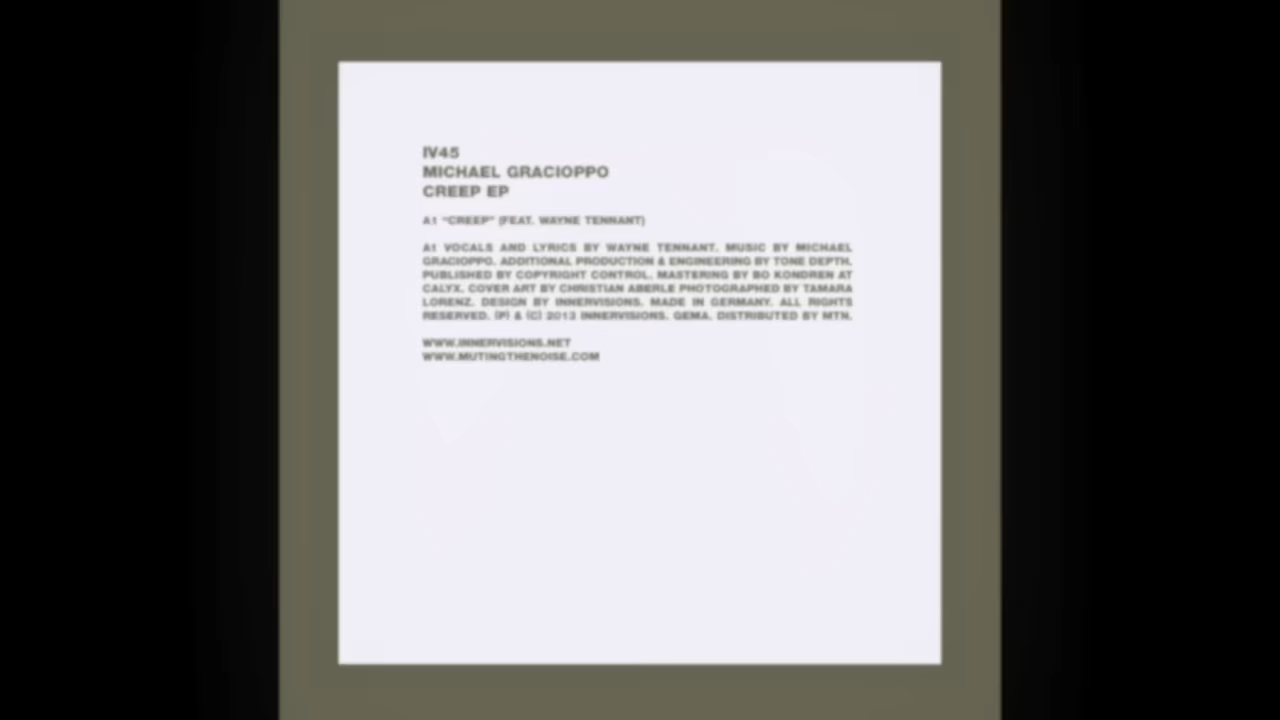 IV45
MICHAEL GRACIOPPO
CREEP EP
A1 "CREEP" (FEAT. WAYNE TENNANT)
A1 VOCALS AND LYRICS BY WAYNE TENNANT. MUSIC BY MICHAEL
GRACIOPPO. ADDITIONAL PRODUCTION & ENGINEERING BY TONE DEPTH.
PUBLISHED BY COPYRIGHT CONTROL. MASTERING BY BO KONDREN AT
CALYX. COVER ART BY CHRISTIAN ABERLE PHOTOGRAPHED BY TAMARA
LORENZ. DESIGN BY INNERVISIONS. MADE IN GERMANY. ALL RIGHTS
RESERVED. (P) & (C) 2013 INNERVISIONS. GEMA. DISTRIBUTED BY MTN.
WWW.INNERVISIONS.NET
WWW.MUTINGTHENOISE.COM